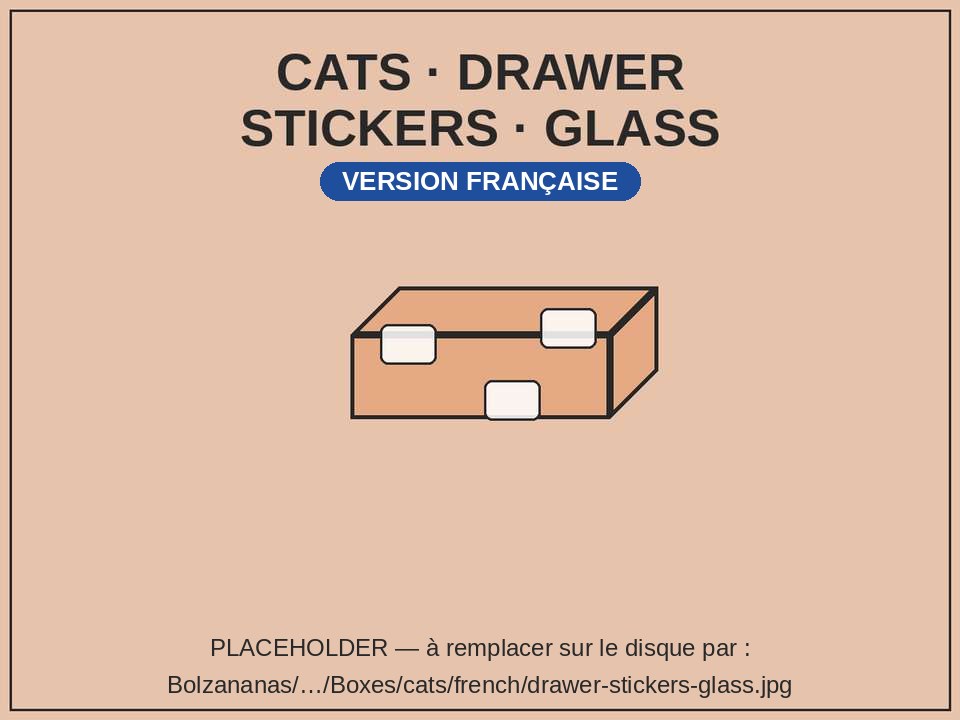 CATS · DRAWER
STICKERS · GLASS
VERSION FRANÇAISE
PLACEHOLDER — à remplacer sur le disque par :
Bolzananas/…/Boxes/cats/french/drawer-stickers-glass.jpg